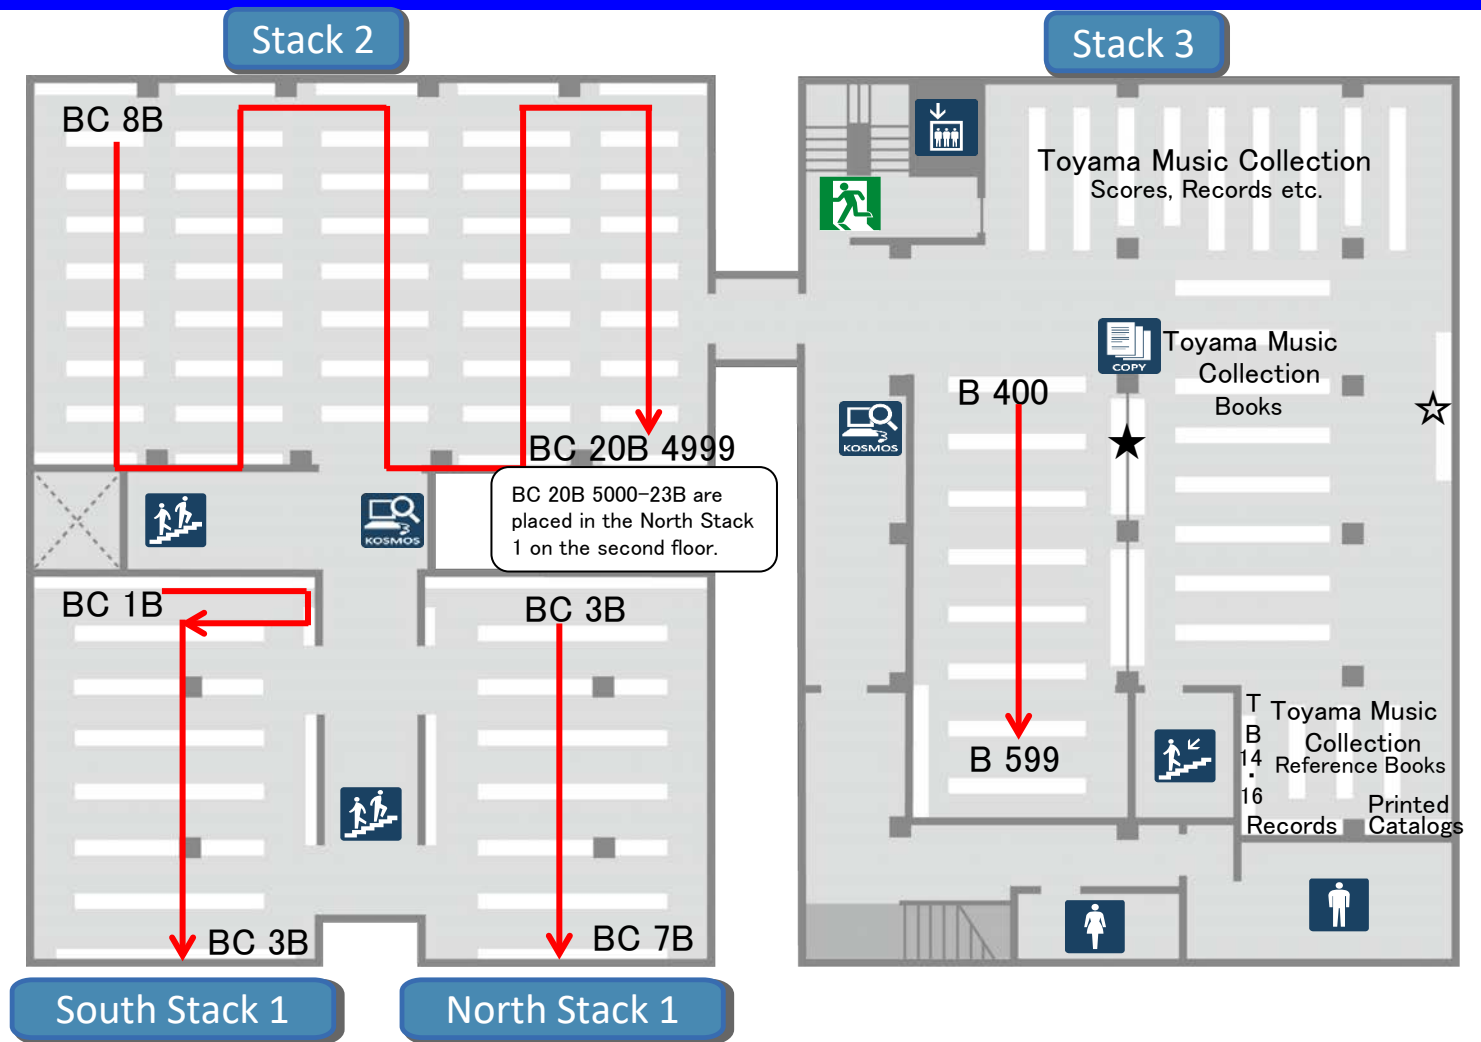 Stack 2
Stack 3
BC 8B
BC 20B 4999
BC 20B 5000-23B are
placed in the North Stack
1 on the second floor.
KOSMOS
BC 1B
BC 3B
BC 3B
BC 7B
South Stack 1
North Stack 1
Toyama Music Collection
Scores, Records etc.
COPY
Toyama Music
Collection
Books
KOSMOS
B 400
B 599
T
B
14
・
16
Records
Toyama Music
Collection
Reference Books
Printed
Catalogs